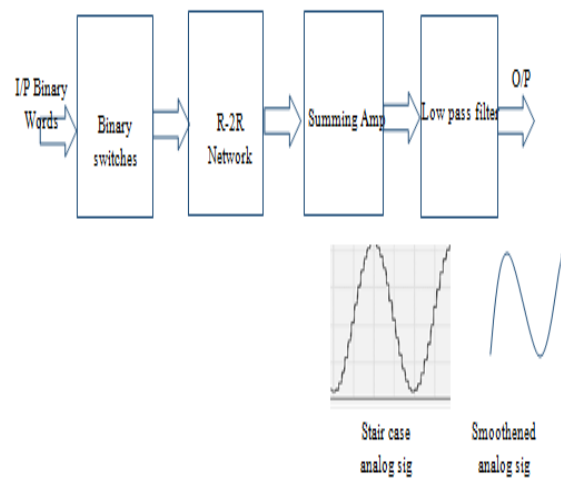 I/P Binary
Words
Binary
switches
R-2R
Network
Summing Amp
Low pass filter
O/P
Stair case
analog sig
Smoothened
analog sig